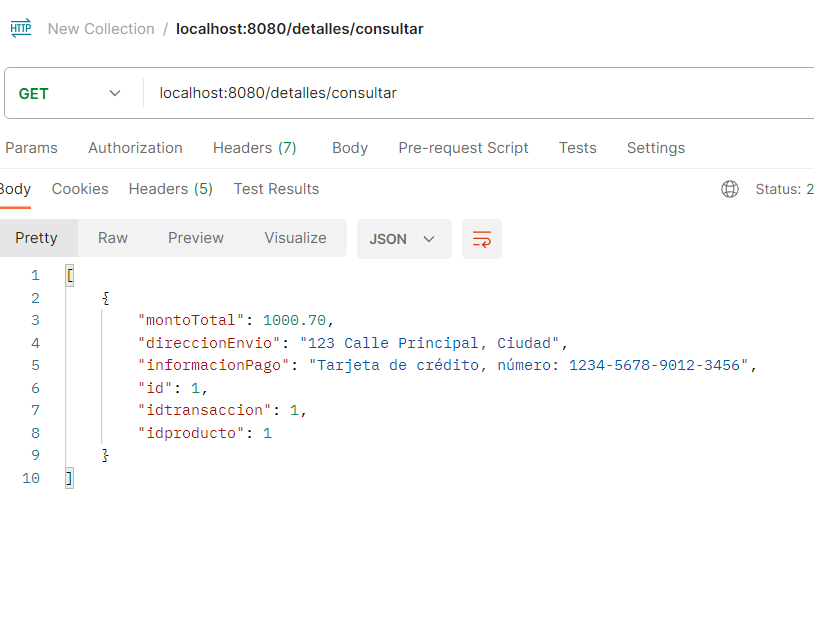 HTTP New Collection / localhost:8080/detalles/consultar
GET localhost:8080/detalles/consultar
Params Authorization Headers (7) Body Pre-request Script Tests Settings
Body Cookies Headers (5) Test Results Status: 2
Pretty Raw Preview Visualize JSON
1 [
2 {
3 "montoTotal": 1000.70,
4 "direccionEnvio": "123 Calle Principal, Ciudad",
5 "informacionPago": "Tarjeta de crédito, número: 1234-5678-9012-3456",
6 "id": 1,
7 "idtransaccion": 1,
8 "idproducto": 1
9 }
10 ]